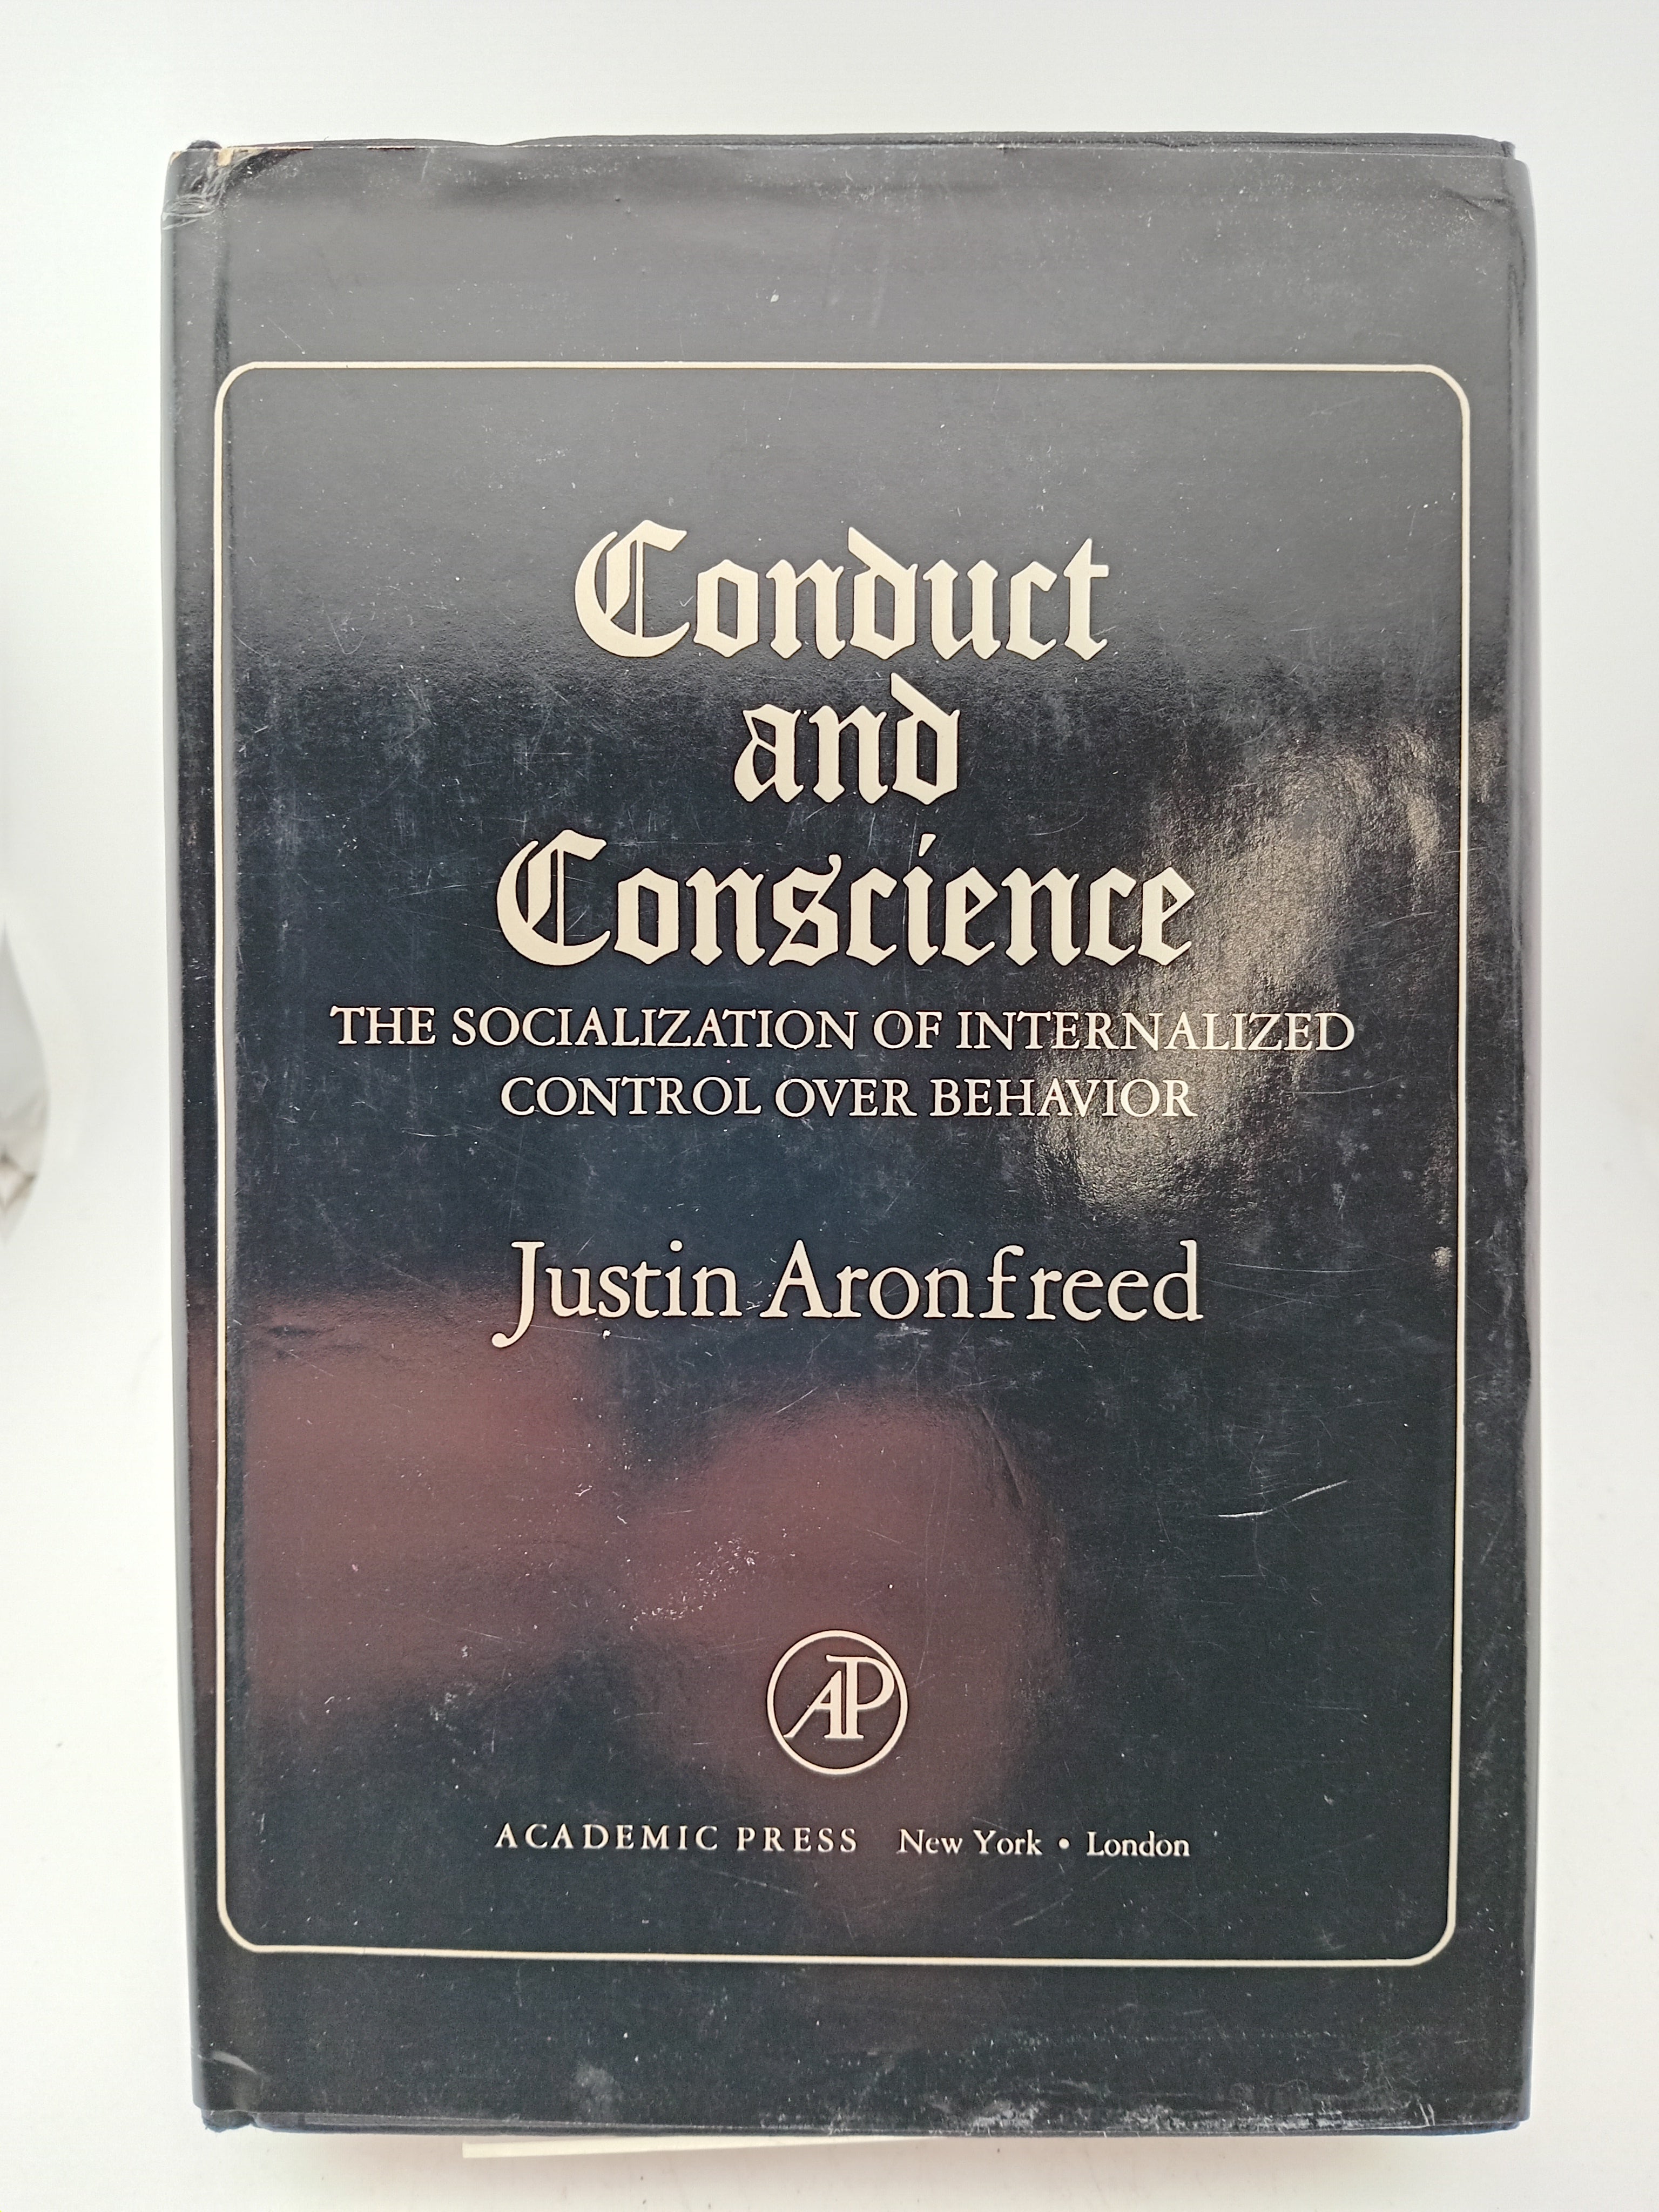 Conduct
and
Conscience
THE SOCIALIZATION OF INTERNALIZED
CONTROL OVER BEHAVIOR
Justin Aronfreed
AP
ACADEMIC PRESS New York • London